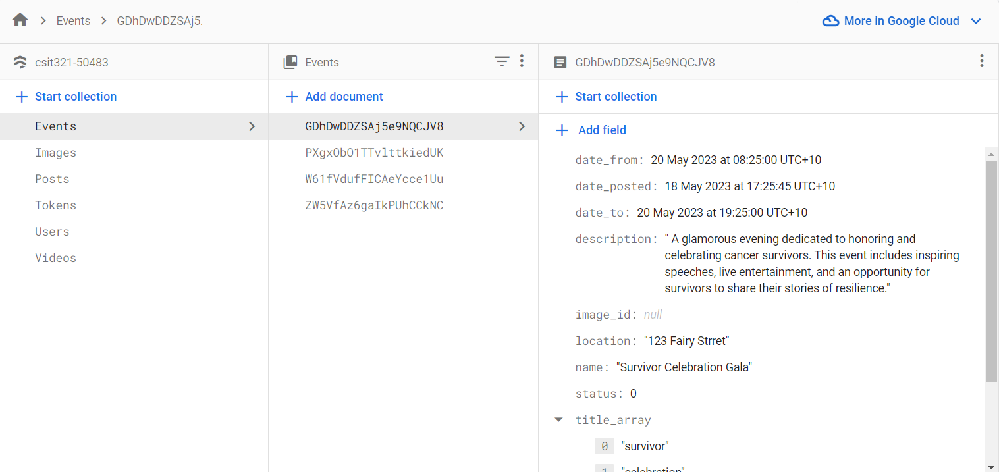 Events
GDhDwDDZSAj5.
More in Google Cloud
csit321-50483
Events
GDhDwDDZSAj5e9NQCJV8
Start collection
Add document
Start collection
Events
Images
Posts
Tokens
Users
Videos
GDhDwDDZSAj5e9NQCJV8
PXgxObO1TTvlttkiedUK
W61fVdufFICAeYcce1Uu
ZW5VfAz6gaIkPUhCCkNC
Add field
date_from: 20 May 2023 at 08:25:00 UTC+10
date_posted: 18 May 2023 at 17:25:45 UTC+10
date_to: 20 May 2023 at 19:25:00 UTC+10
description: " A glamorous evening dedicated to honoring and
celebrating cancer survivors. This event includes inspiring
speeches, live entertainment, and an opportunity for
survivors to share their stories of resilience."
image_id: null
location: "123 Fairy Strret"
name: "Survivor Celebration Gala"
status: 0
title_array
0 "survivor"
1 "celebration"